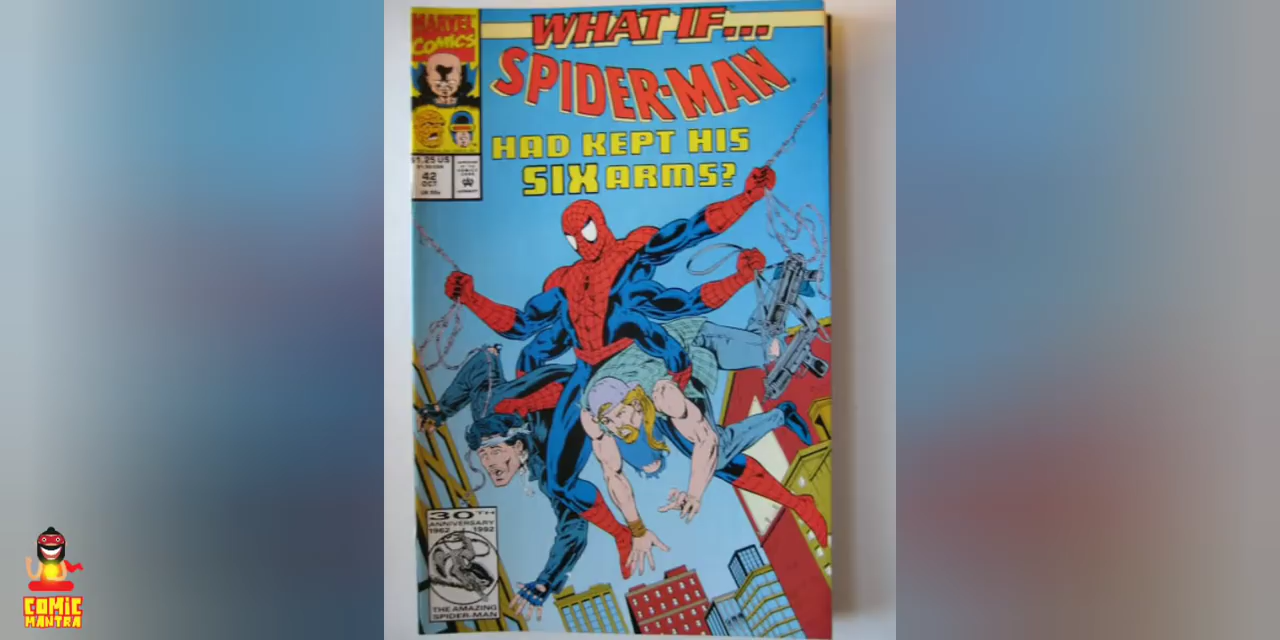 WHAT IF...
MARVEL
COMICS
SPIDER-MAN
HAD KEPT HIS
SIX ARMS?
$1.25 US
42
OCT
30TH
ANNIVERSARY
1962 1992
THE AMAZING
SPIDER-MAN
COMIC
MANTRA